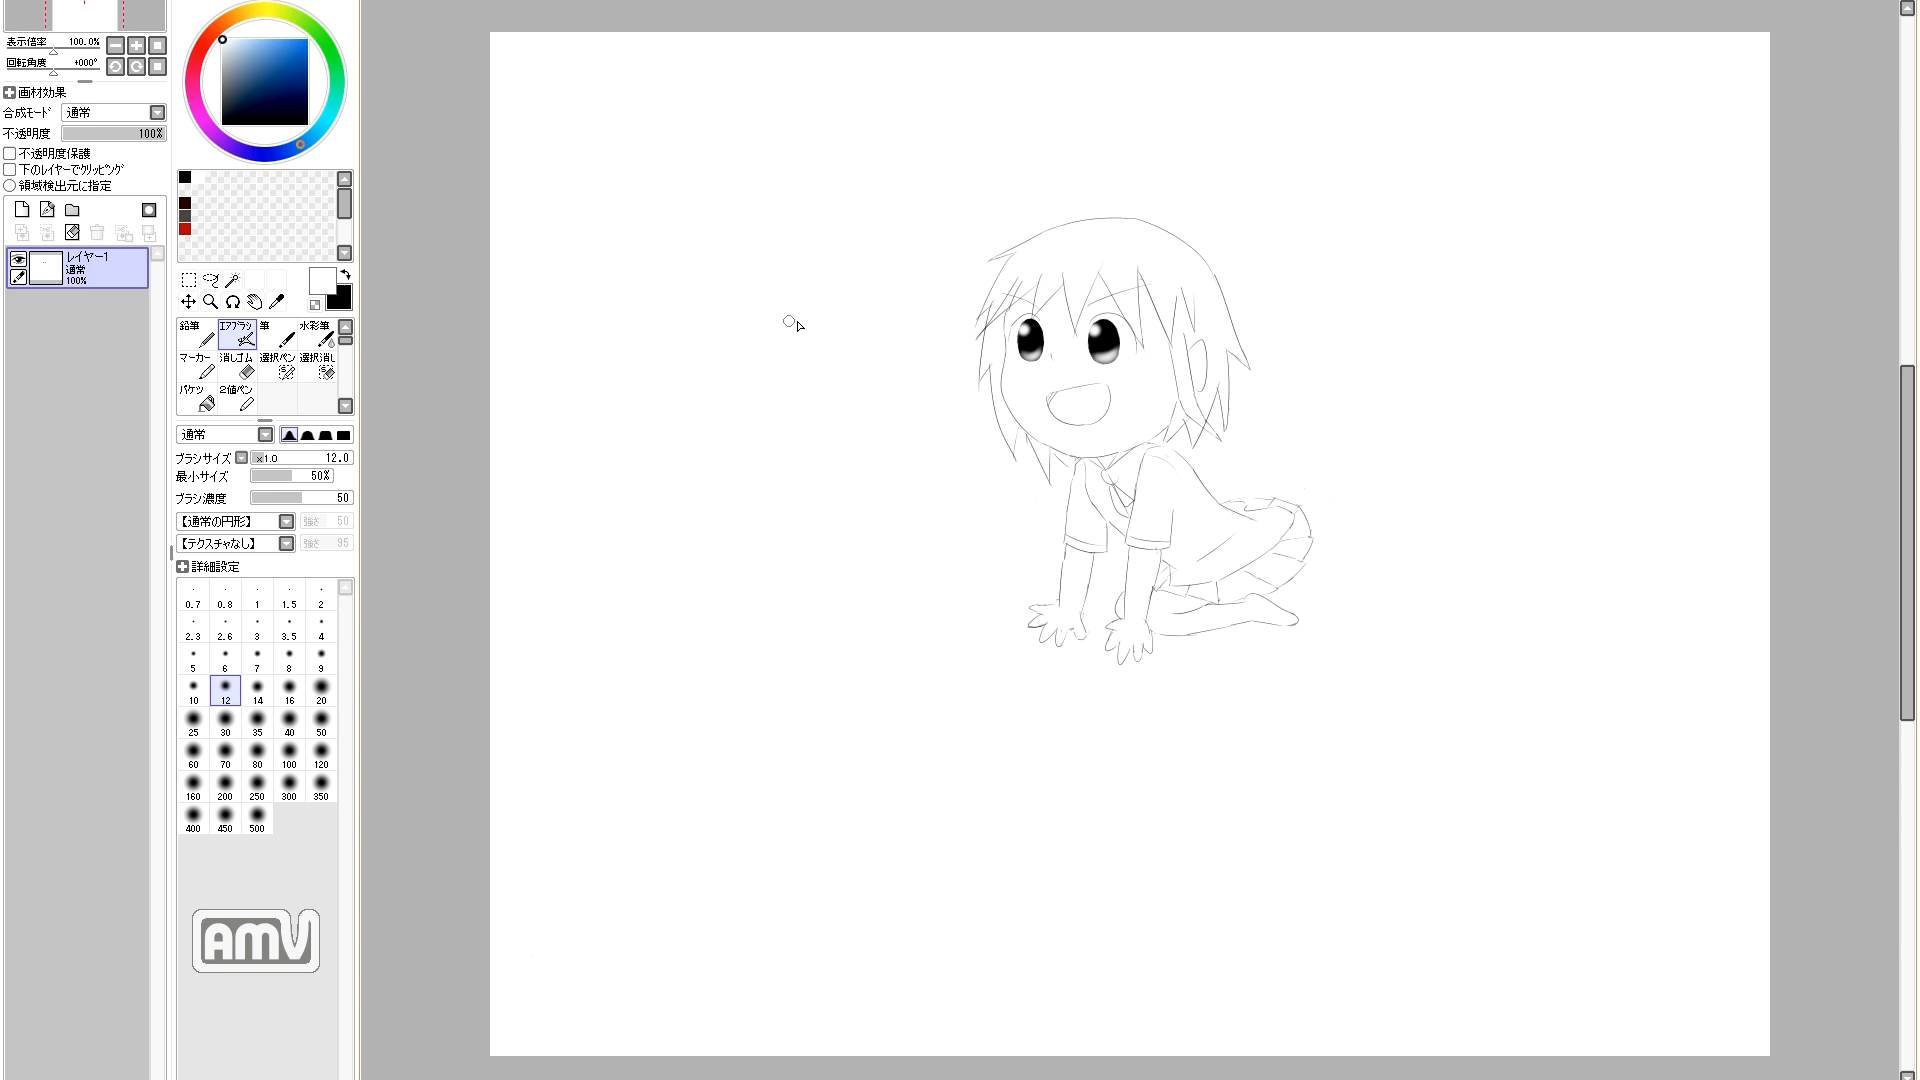 表示倍率 100.0%
回転角度 +000°
画材効果
合成モード 通常
不透明度 100%
不透明度保護
下のレイヤーでクリッピング
領域検出元に指定
レイヤー1
通常
100%
鉛筆 エアブラシ 筆 水彩筆
マーカー 消しゴム 選択ペン 選択消し
バケツ 2値ペン
通常
ブラシサイズ x1.0 12.0
最小サイズ 50%
ブラシ濃度 50
【通常の円形】 強さ 50
【テクスチャなし】 強さ 95
詳細設定
0.7 0.8 1 1.5 2
2.3 2.6 3 3.5 4
5 6 7 8 9
10 12 14 16 20
25 30 35 40 50
60 70 80 100 120
160 200 250 300 350
400 450 500
AMV